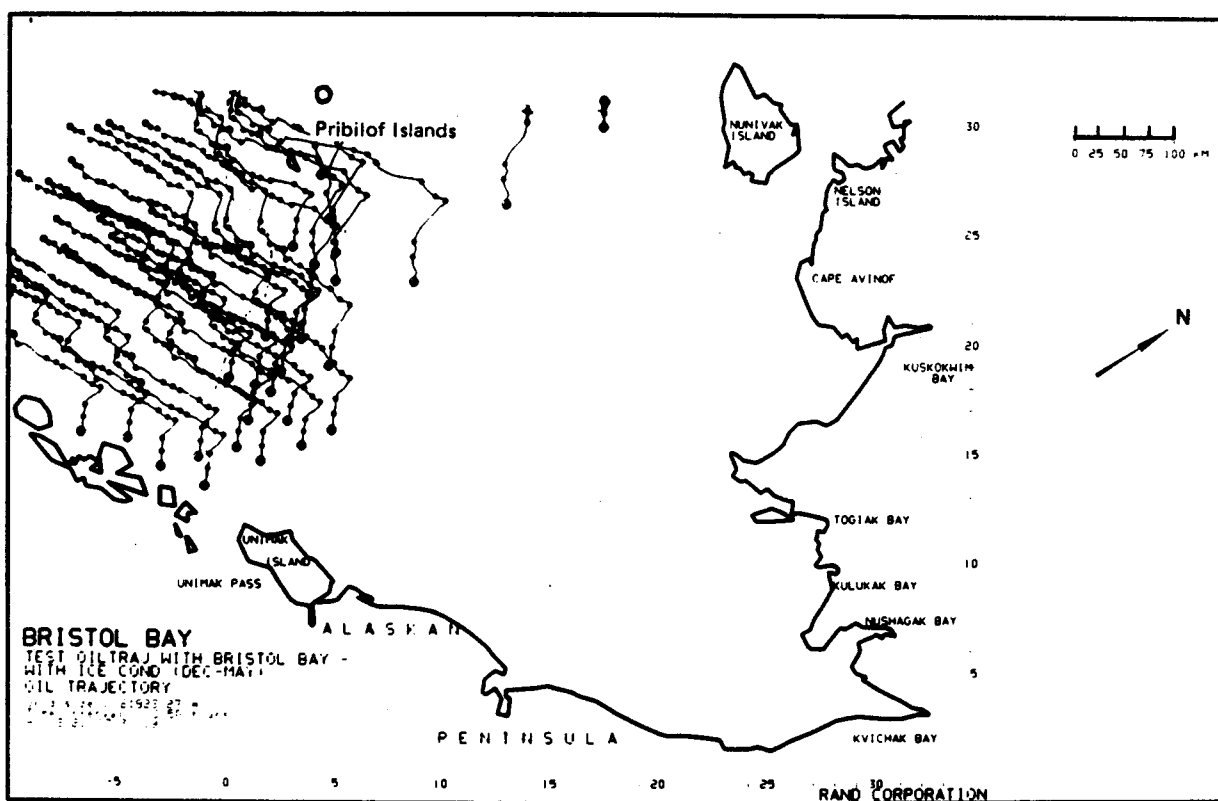 Pribilof Islands
NUNIVAK
ISLAND
30
0 25 50 75 100 KM
NELSON
ISLAND
25
CAPE AVINOF
N
20
KUSKOKWIM
BAY
15
TOGIAK BAY
UNIMAK
ISLAND
10
UNIMAK PASS
KULUKAK BAY
NUSHAGAK BAY
ALASKAN
BRISTOL BAY
TEST OILTRAJ WITH BRISTOL BAY -
WITH ICE COND (DEC-MAY)
OIL TRAJECTORY
5
PENINSULA
KVICHAK BAY
-5 0 5 10 15 20 25 30
RAND CORPORATION